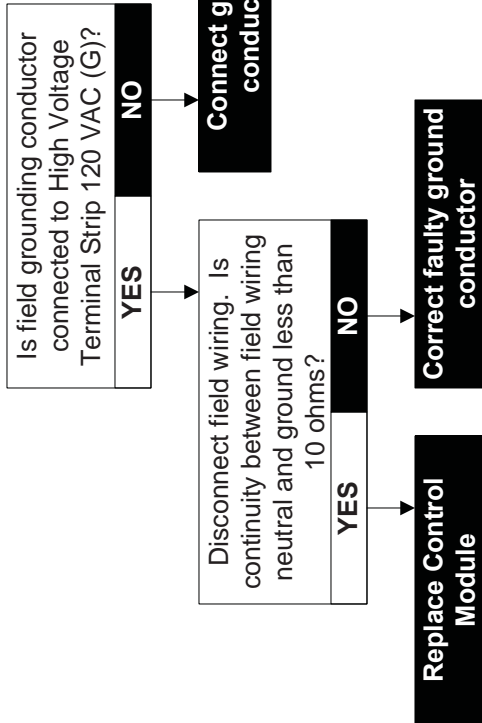 Is field grounding conductor
connected to High Voltage
Terminal Strip 120 VAC (G)?
YES
NO
Connect g
conduc
Disconnect field wiring. Is
continuity between field wiring
neutral and ground less than
10 ohms?
YES
NO
Replace Control
Module
Correct faulty ground
conductor